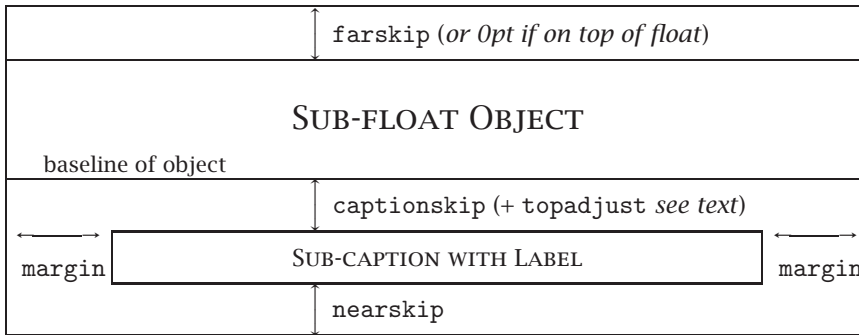 farskip (or 0pt if on top of float)
SUB-FLOAT OBJECT
baseline of object
captionskip (+ topadjust see text)
margin
SUB-CAPTION WITH LABEL
margin
nearskip